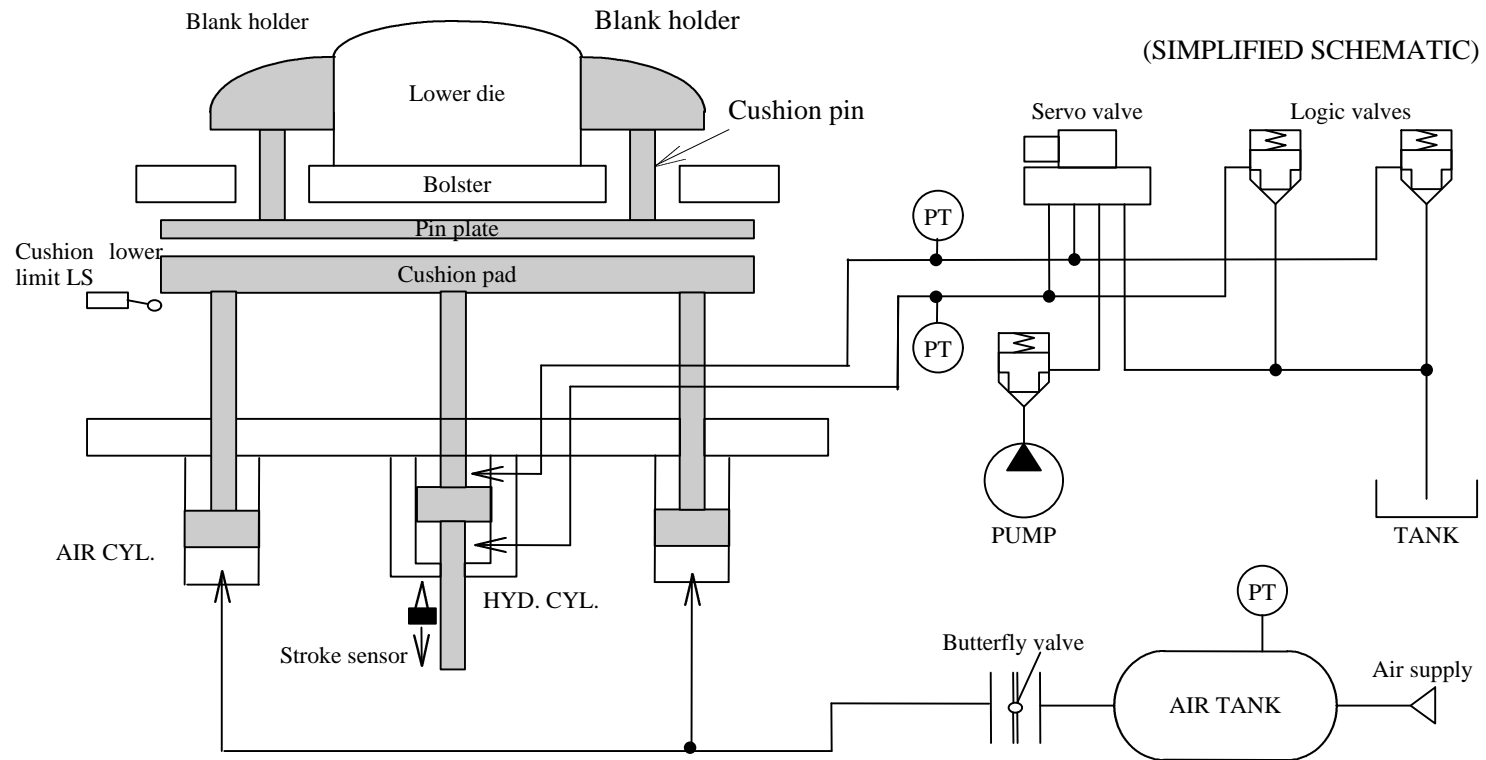 Blank holder
Blank holder
(SIMPLIFIED SCHEMATIC)
Lower die
Cushion pin
Servo valve
Logic valves
Bolster
PT
Pin plate
Cushion lower
limit LS
Cushion pad
PT
PUMP
TANK
AIR CYL.
HYD. CYL.
PT
Stroke sensor
Butterfly valve
Air supply
AIR TANK